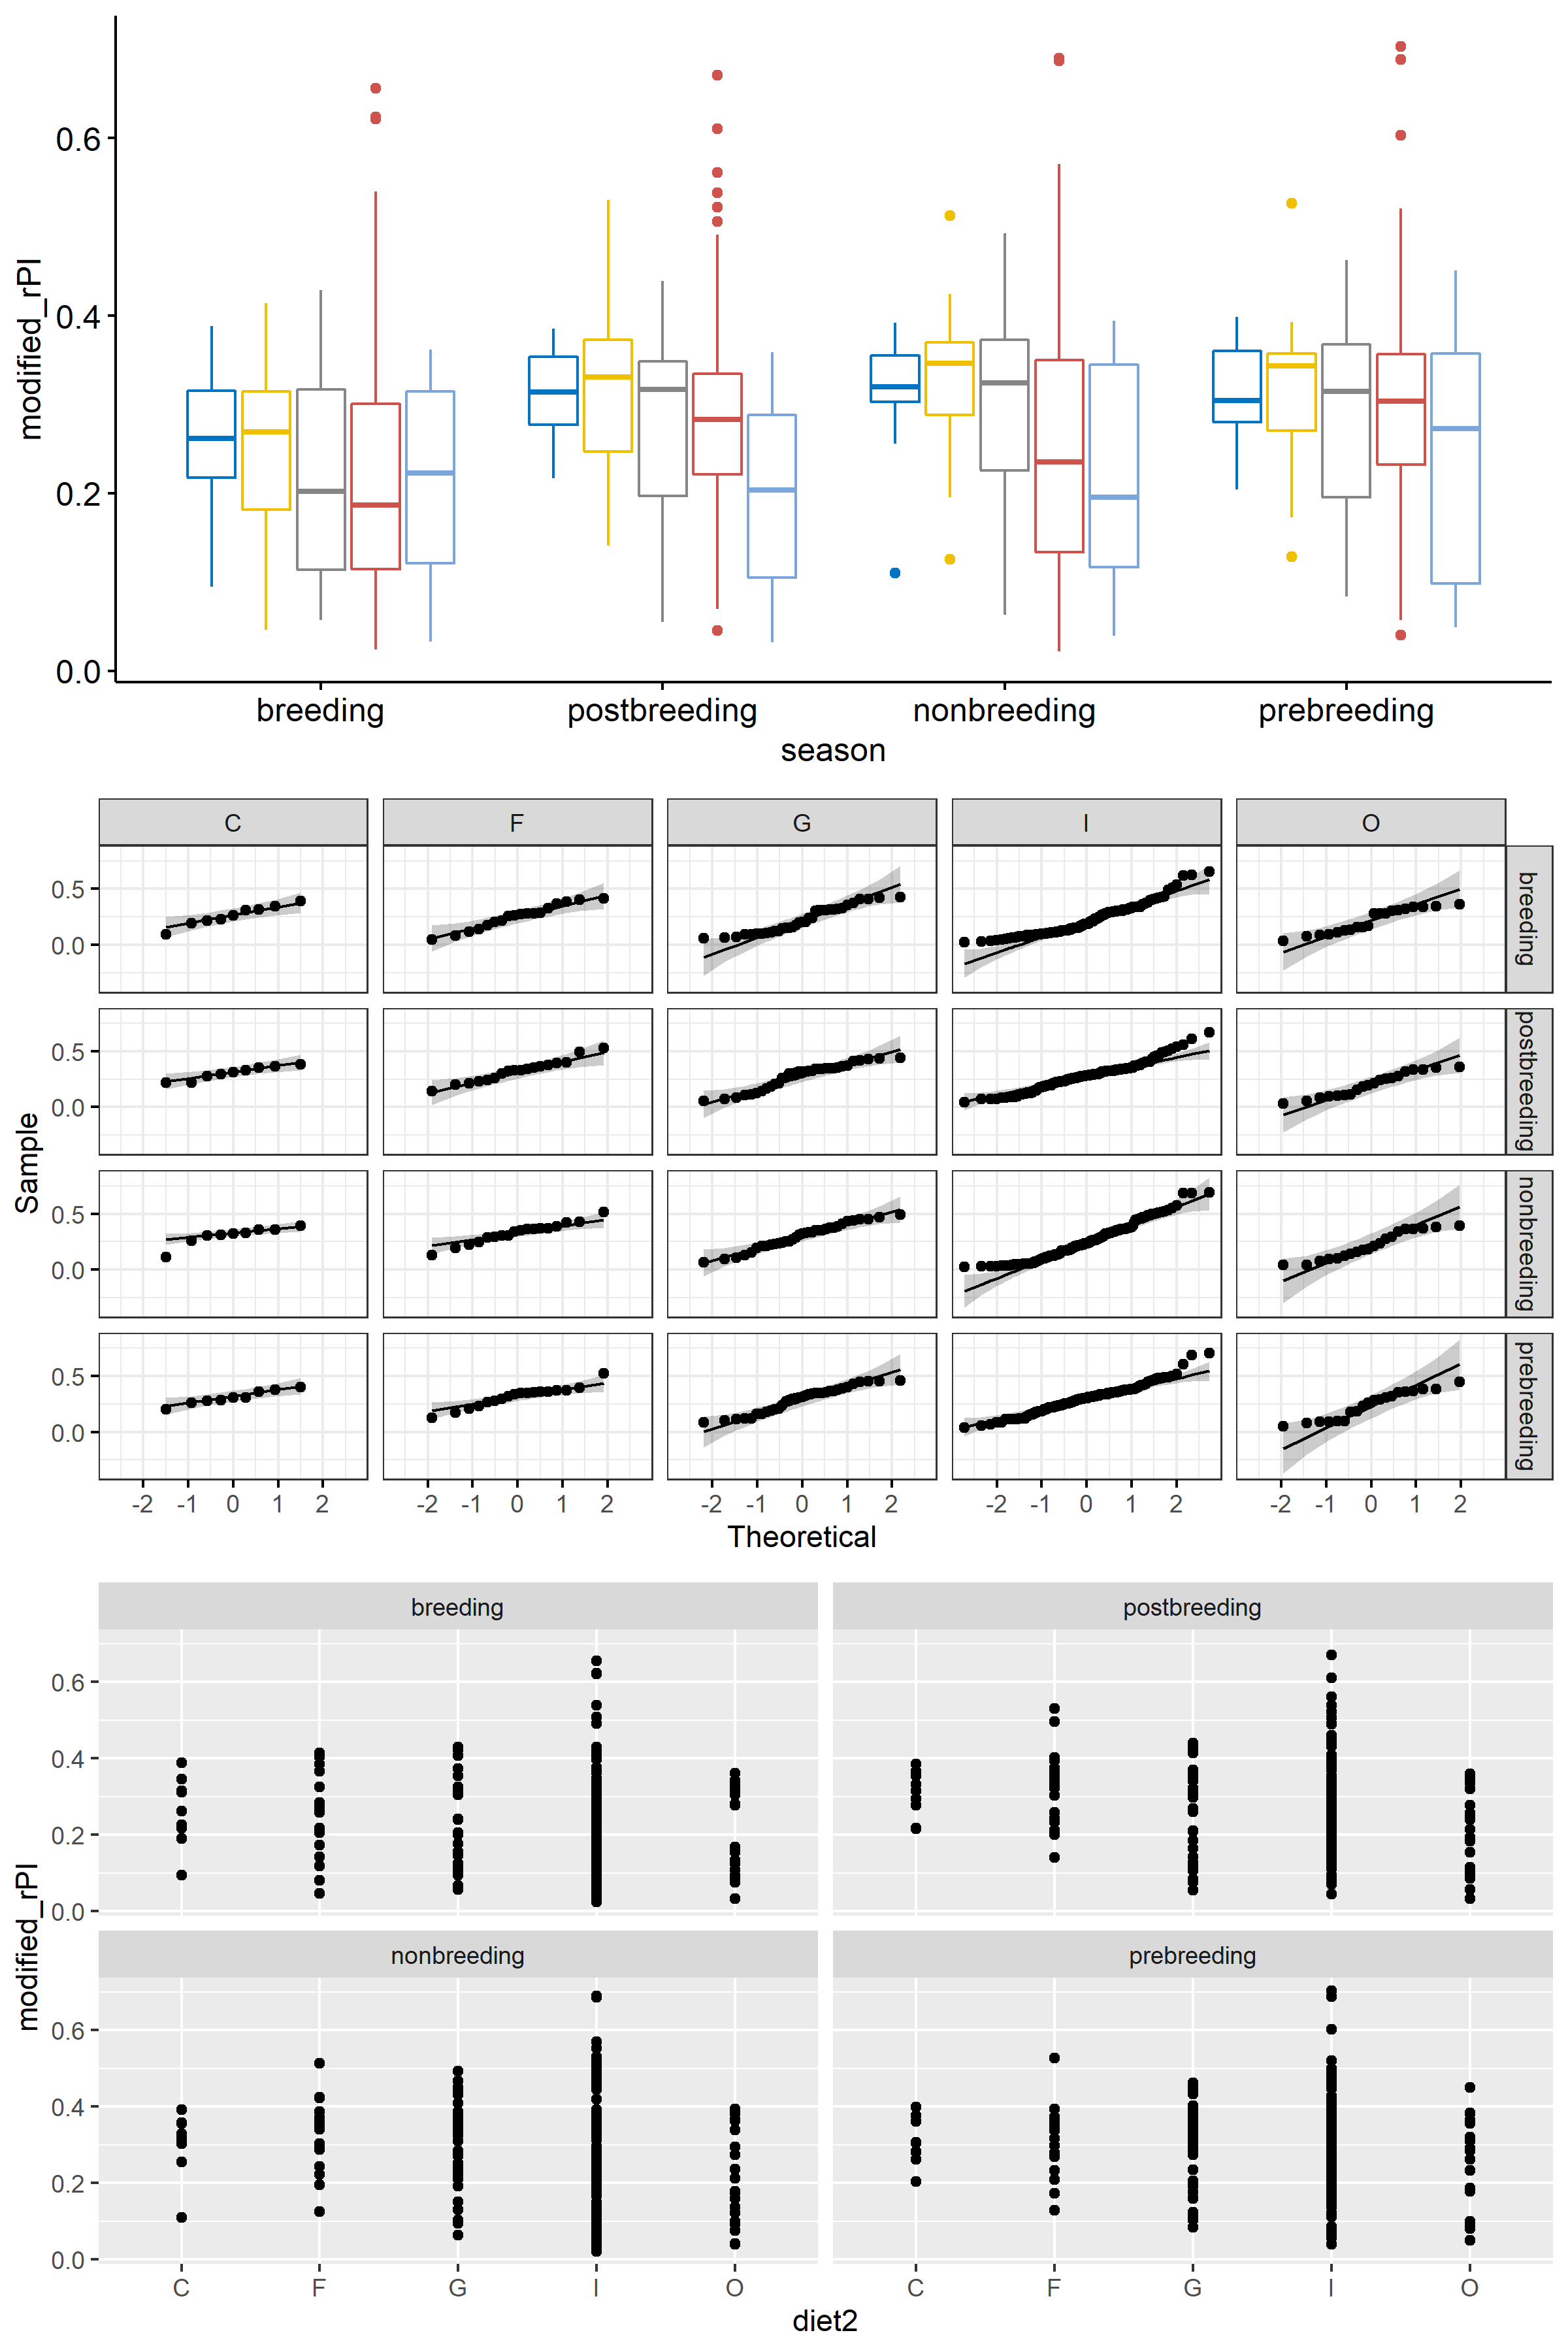 modified_rPI
0.6
0.4
0.2
0.0
breeding postbreeding nonbreeding prebreeding
season
C F G I O
Sample
0.5
0.0
breeding
0.5
0.0
postbreeding
0.5
0.0
nonbreeding
0.5
0.0
prebreeding
-2 -1 0 1 2 -2 -1 0 1 2 -2 -1 0 1 2 -2 -1 0 1 2 -2 -1 0 1 2
Theoretical
modified_rPI
breeding postbreeding
0.6
0.4
0.2
0.0
nonbreeding prebreeding
0.6
0.4
0.2
0.0
C F G I O C F G I O
diet2